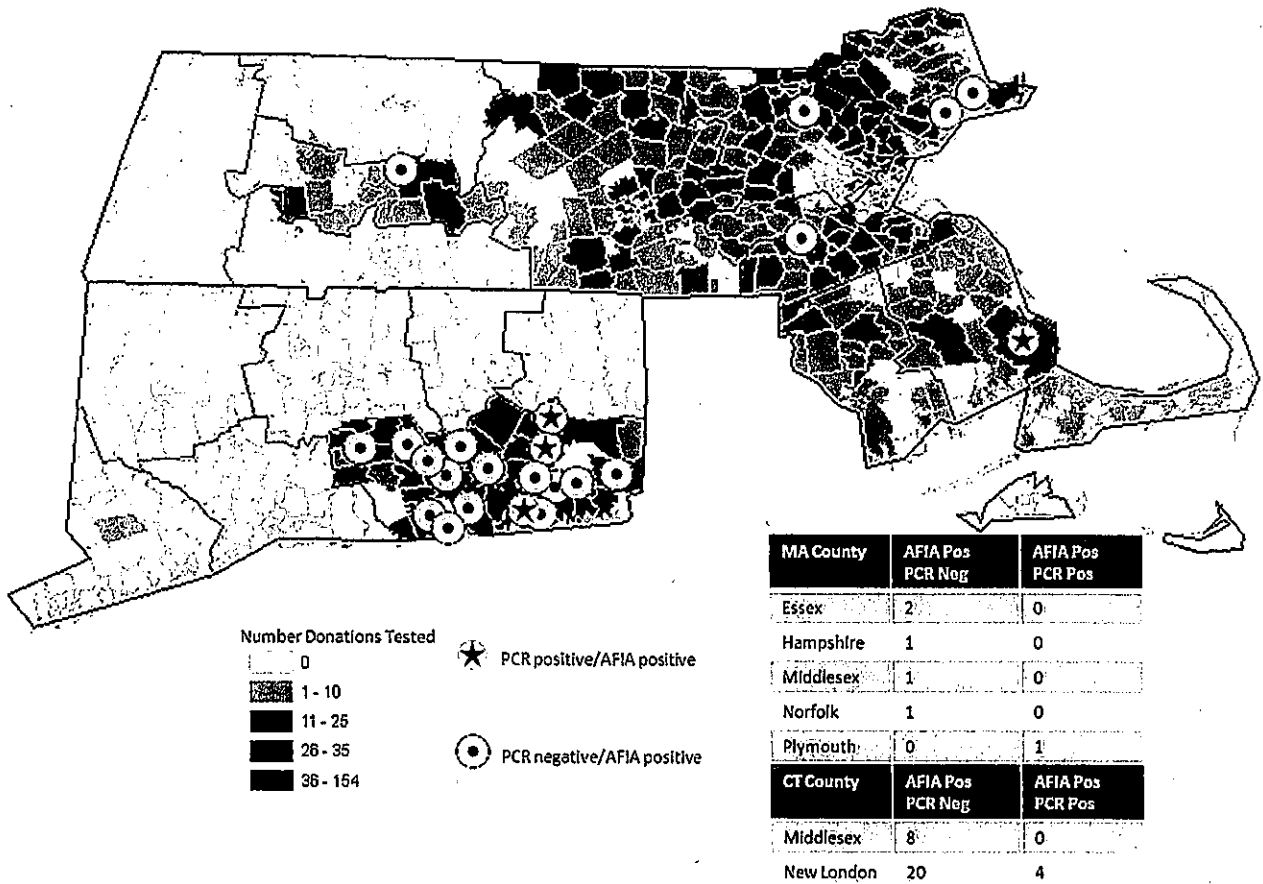 Number Donations Tested
0
1 - 10
11 - 25
26 - 35
36 - 154
PCR positive/AFIA positive
PCR negative/AFIA positive
MA County AFIA Pos PCR Neg AFIA Pos PCR Pos
Essex 2 0
Hampshire 1 0
Middlesex 1 0
Norfolk 1 0
Plymouth 0 1
CT County AFIA Pos PCR Neg AFIA Pos PCR Pos
Middlesex 8 0
New London 20 4